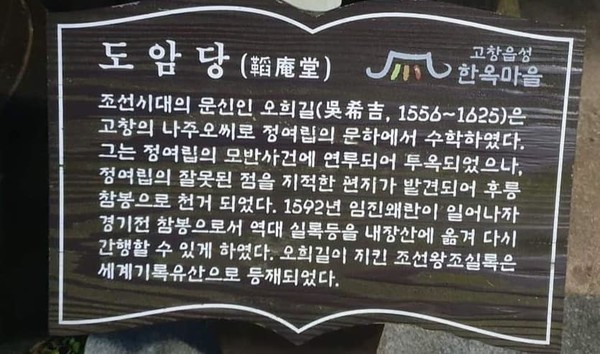 도암당 (韜庵堂)
고창읍성
한옥마을
조선시대의 문신인 오희길(吳希吉, 1556~1625)은
고창의 나주오씨로 정여립의 문하에서 수학하였다.
그는 정여립의 모반사건에 연루되어 투옥되었으나,
정여립의 잘못된 점을 지적한 편지가 발견되어 후릉
참봉으로 천거 되었다. 1592년 임진왜란이 일어나자
경기전 참봉으로서 역대 실록등을 내장산에 옮겨 다시
간행할 수 있게 하였다. 오희길이 지킨 조선왕조실록은
세계기록유산으로 등재되었다.